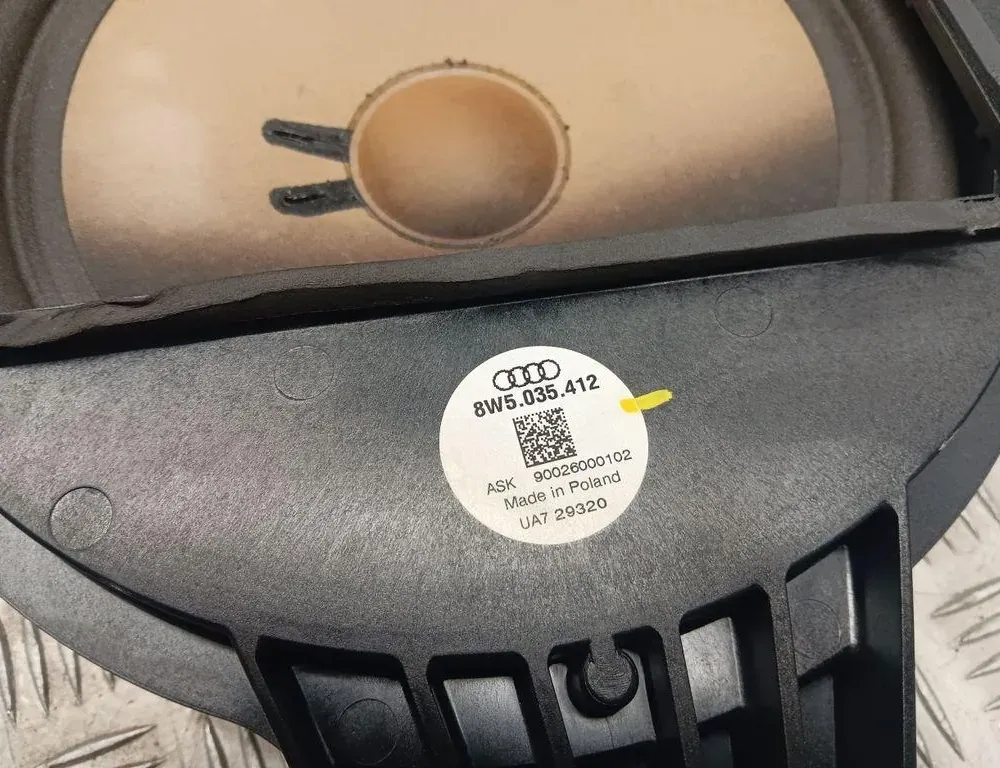 8W5.035.412
ASK 90026000102
Made in Poland
UA7 29320